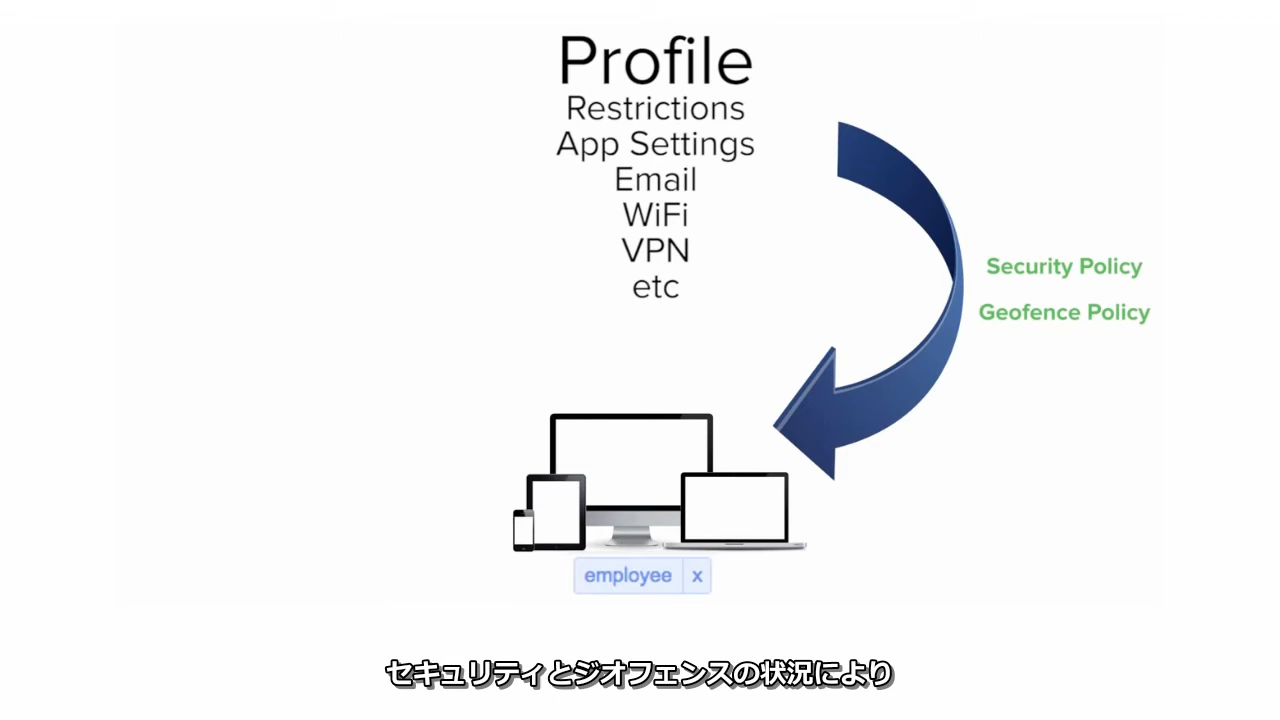 Profile
Restrictions
App Settings
Email
WiFi
VPN
etc
Security Policy
Geofence Policy
employee x
セキュリティとジオフェンスの状況により